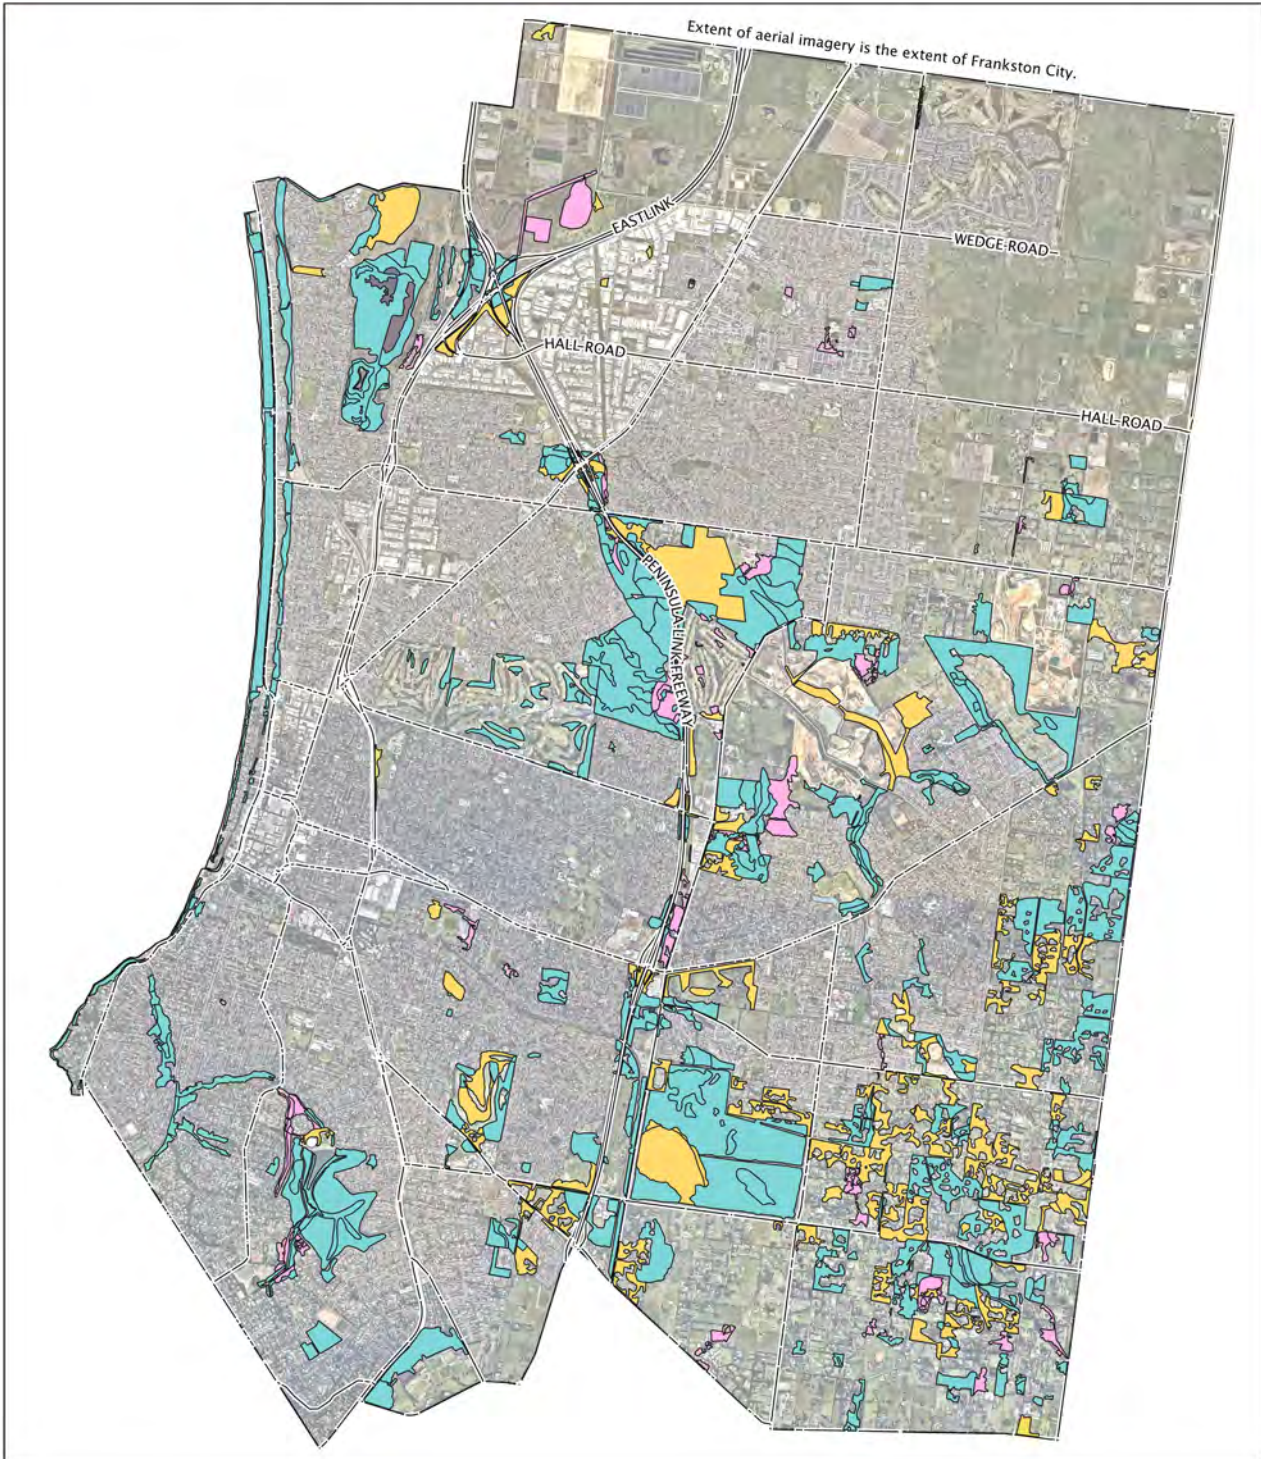 Extent of aerial imagery is the extent of Frankston City.
EASTLINK
WEDGE ROAD
HALL ROAD
HALL ROAD
PENINSULA LINK FREEWAY